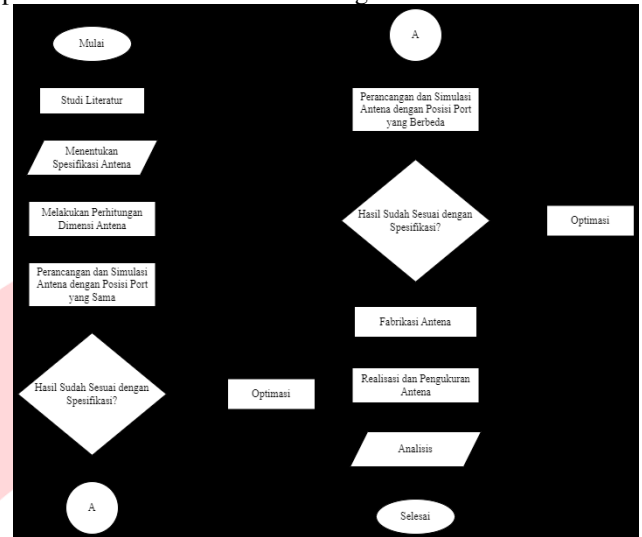 Mulai
Studi Literatur
Menentukan
Spesifikasi Antena
Melakukan Perhitungan
Dimensi Antena
Perancangan dan Simulasi
Antena dengan Posisi Port
yang Sama
Hasil Sudah Sesuai dengan
Spesifikasi?
Optimasi
A
A
Perancangan dan Simulasi
Antena dengan Posisi Port
yang Berbeda
Hasil Sudah Sesuai dengan
Spesifikasi?
Optimasi
Fabrikasi Antena
Realisasi dan Pengukuran
Antena
Analisis
Selesai